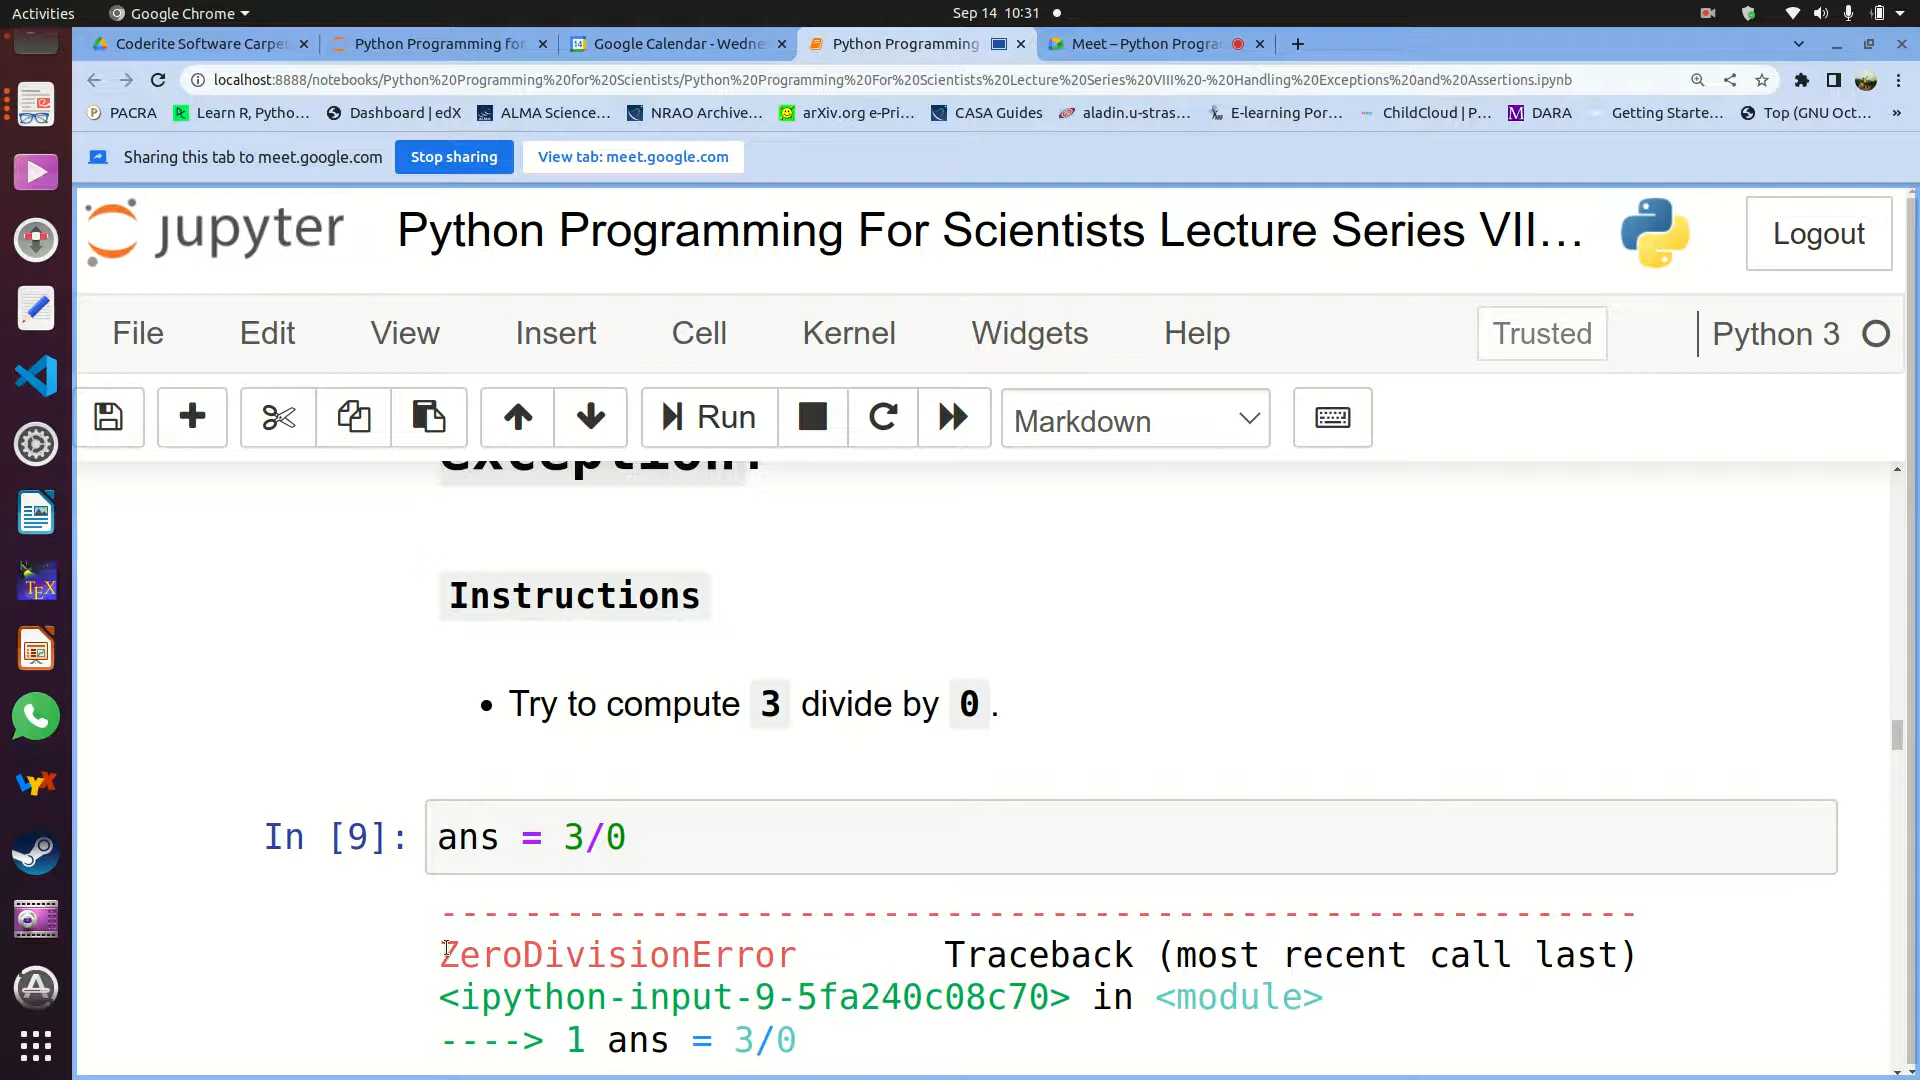 Activities Google Chrome Sep 14 10:31
Coderite Software Carpe Python Programming for Google Calendar - Wedne Python Programming Meet – Python Progra
localhost:8888/notebooks/Python%20Programming%20for%20Scientists/Python%20Programming%20For%20Scientists%20Lecture%20Series%20VIII%20-%20Handling%20Exceptions%20and%20Assertions.ipynb
PACRA Learn R, Pytho... Dashboard | edX ALMA Science... NRAO Archive... arXiv.org e-Pri... CASA Guides aladin.u-stras... E-learning Por... ChildCloud | P... DARA Getting Starte... Top (GNU Oct... »
Sharing this tab to meet.google.com Stop sharing View tab: meet.google.com
jupyter Python Programming For Scientists Lecture Series VII... Logout
File Edit View Insert Cell Kernel Widgets Help Trusted Python 3
Run Markdown
exception?
Instructions
• Try to compute 3 divide by 0.
In [9]: ans = 3/0
---------------------------------------------------------
ZeroDivisionError Traceback (most recent call last)
<ipython-input-9-5fa240c08c70> in <module>
----> 1 ans = 3/0
TEX
LYX